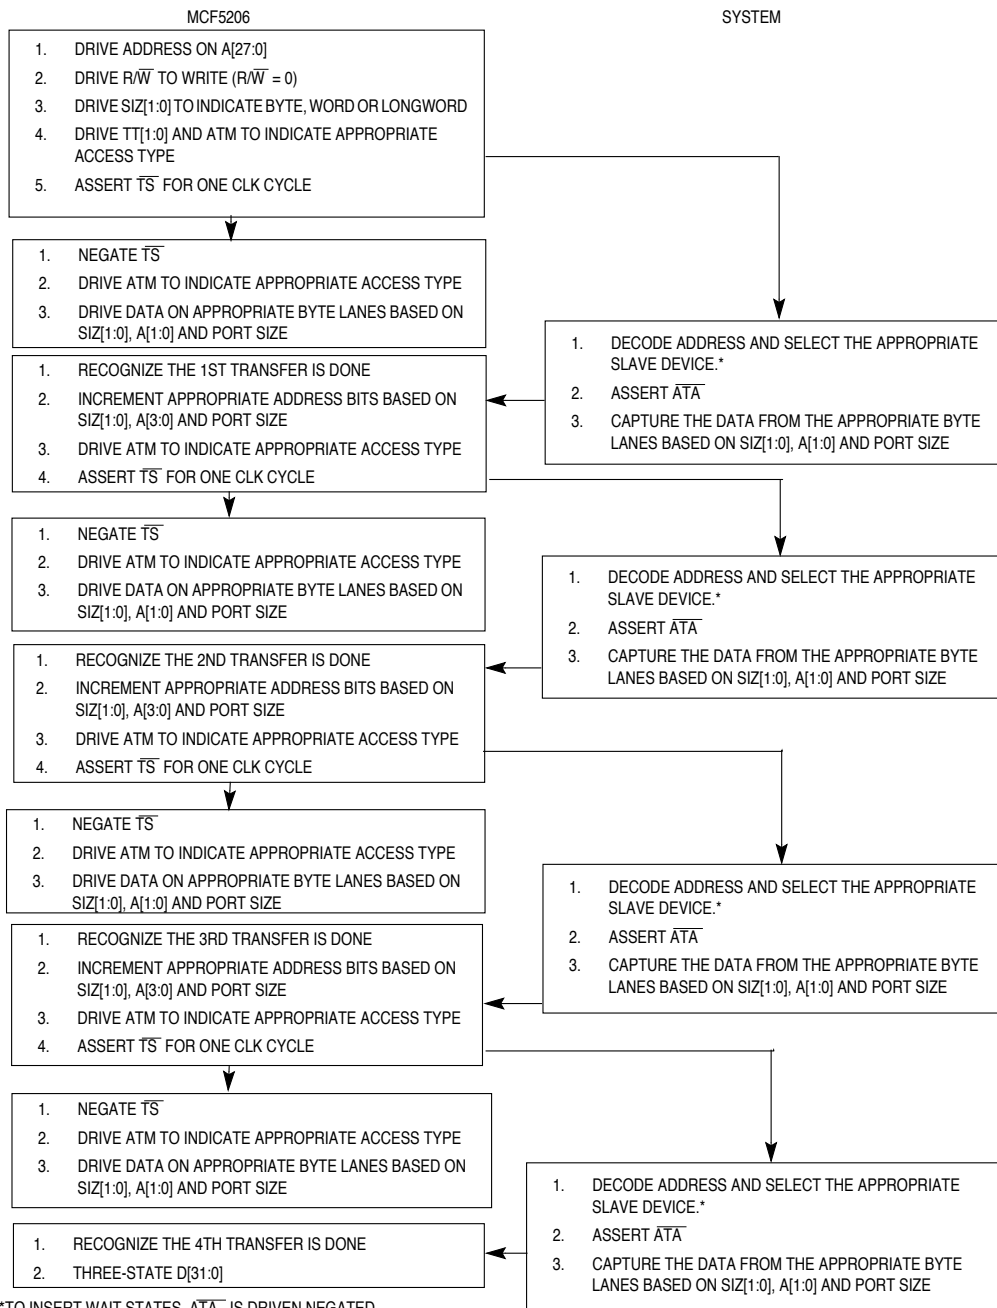 MCF5206
SYSTEM
1. DRIVE ADDRESS ON A[27:0]
2. DRIVE R/W̅ TO WRITE (R/W̅ = 0)
3. DRIVE SIZ[1:0] TO INDICATE BYTE, WORD OR LONGWORD
4. DRIVE TT[1:0] AND ATM TO INDICATE APPROPRIATE
ACCESS TYPE
5. ASSERT T̅S̅ FOR ONE CLK CYCLE
1. NEGATE T̅S̅
2. DRIVE ATM TO INDICATE APPROPRIATE ACCESS TYPE
3. DRIVE DATA ON APPROPRIATE BYTE LANES BASED ON
SIZ[1:0], A[1:0] AND PORT SIZE
1. DECODE ADDRESS AND SELECT THE APPROPRIATE
SLAVE DEVICE.*
2. ASSERT A̅T̅A̅
3. CAPTURE THE DATA FROM THE APPROPRIATE BYTE
LANES BASED ON SIZ[1:0], A[1:0] AND PORT SIZE
1. RECOGNIZE THE 1ST TRANSFER IS DONE
2. INCREMENT APPROPRIATE ADDRESS BITS BASED ON
SIZ[1:0], A[3:0] AND PORT SIZE
3. DRIVE ATM TO INDICATE APPROPRIATE ACCESS TYPE
4. ASSERT T̅S̅ FOR ONE CLK CYCLE
1. NEGATE T̅S̅
2. DRIVE ATM TO INDICATE APPROPRIATE ACCESS TYPE
3. DRIVE DATA ON APPROPRIATE BYTE LANES BASED ON
SIZ[1:0], A[1:0] AND PORT SIZE
1. DECODE ADDRESS AND SELECT THE APPROPRIATE
SLAVE DEVICE.*
2. ASSERT A̅T̅A̅
3. CAPTURE THE DATA FROM THE APPROPRIATE BYTE
LANES BASED ON SIZ[1:0], A[1:0] AND PORT SIZE
1. RECOGNIZE THE 2ND TRANSFER IS DONE
2. INCREMENT APPROPRIATE ADDRESS BITS BASED ON
SIZ[1:0], A[3:0] AND PORT SIZE
3. DRIVE ATM TO INDICATE APPROPRIATE ACCESS TYPE
4. ASSERT T̅S̅ FOR ONE CLK CYCLE
1. NEGATE T̅S̅
2. DRIVE ATM TO INDICATE APPROPRIATE ACCESS TYPE
3. DRIVE DATA ON APPROPRIATE BYTE LANES BASED ON
SIZ[1:0], A[1:0] AND PORT SIZE
1. DECODE ADDRESS AND SELECT THE APPROPRIATE
SLAVE DEVICE.*
2. ASSERT A̅T̅A̅
3. CAPTURE THE DATA FROM THE APPROPRIATE BYTE
LANES BASED ON SIZ[1:0], A[1:0] AND PORT SIZE
1. RECOGNIZE THE 3RD TRANSFER IS DONE
2. INCREMENT APPROPRIATE ADDRESS BITS BASED ON
SIZ[1:0], A[3:0] AND PORT SIZE
3. DRIVE ATM TO INDICATE APPROPRIATE ACCESS TYPE
4. ASSERT T̅S̅ FOR ONE CLK CYCLE
1. NEGATE T̅S̅
2. DRIVE ATM TO INDICATE APPROPRIATE ACCESS TYPE
3. DRIVE DATA ON APPROPRIATE BYTE LANES BASED ON
SIZ[1:0], A[1:0] AND PORT SIZE
1. DECODE ADDRESS AND SELECT THE APPROPRIATE
SLAVE DEVICE.*
2. ASSERT A̅T̅A̅
3. CAPTURE THE DATA FROM THE APPROPRIATE BYTE
LANES BASED ON SIZ[1:0], A[1:0] AND PORT SIZE
1. RECOGNIZE THE 4TH TRANSFER IS DONE
2. THREE-STATE D[31:0]
*TO INSERT WAIT STATES, A̅T̅A̅ IS DRIVEN NEGATED